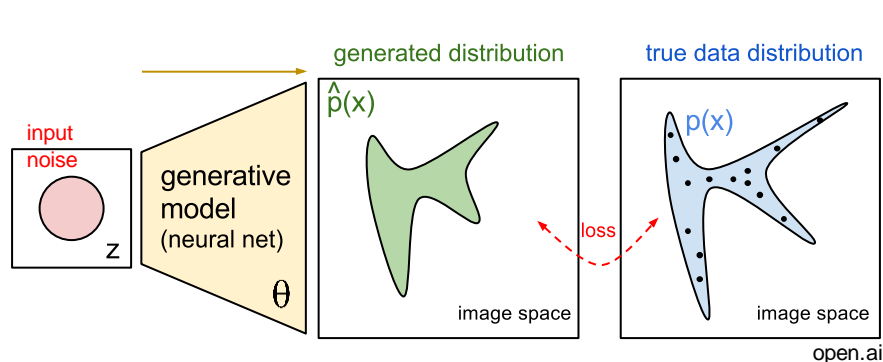 generated distribution
true data distribution
p̂(x)
p(x)
input
noise
generative
model
(neural net)
z
θ
loss
image space
image space
open.ai